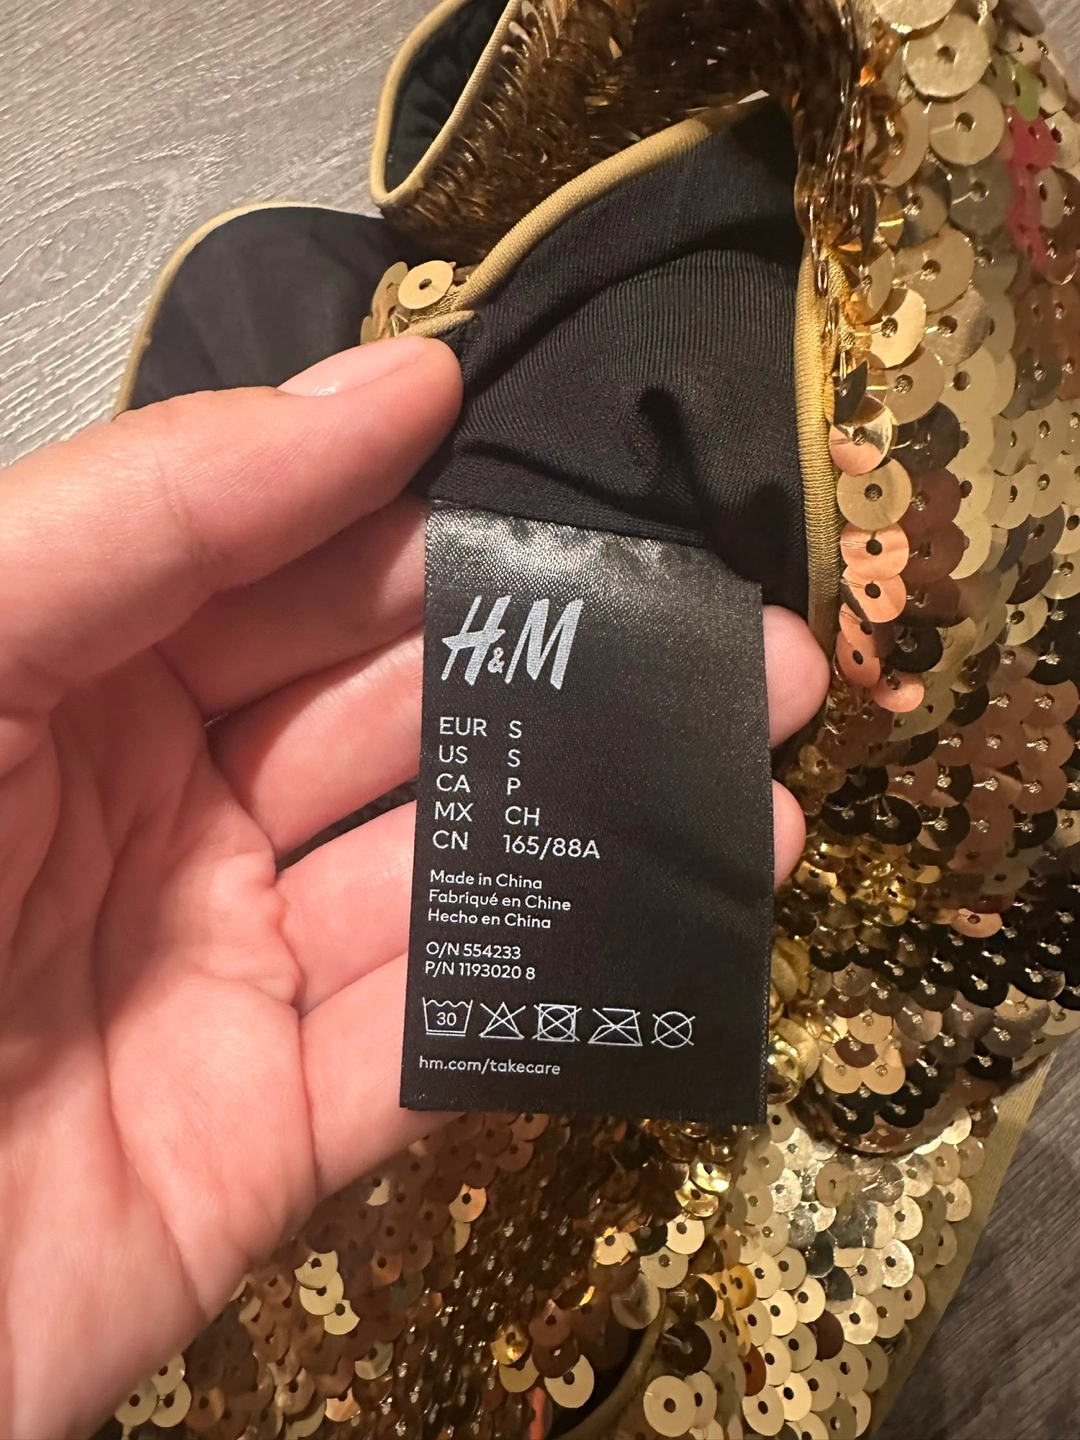 H&M
EUR S
US S
CA P
MX CH
CN 165/88A
Made in China
Fabriqué en Chine
Hecho en China
O/N 554233
P/N 1193020 8
30
hm.com/takecare